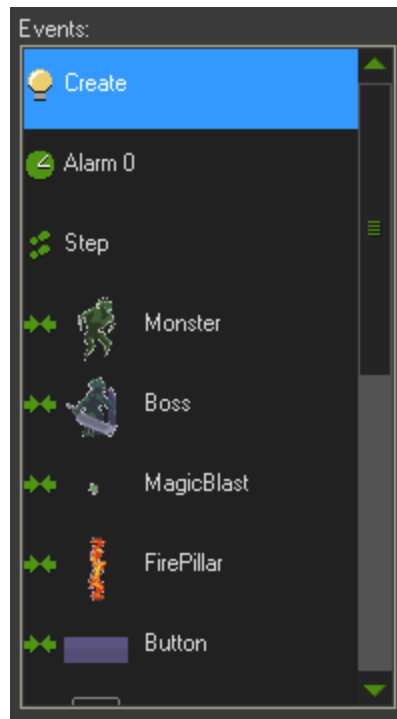 Events:
Create
Alarm 0
Step
Monster
Boss
MagicBlast
FirePillar
Button